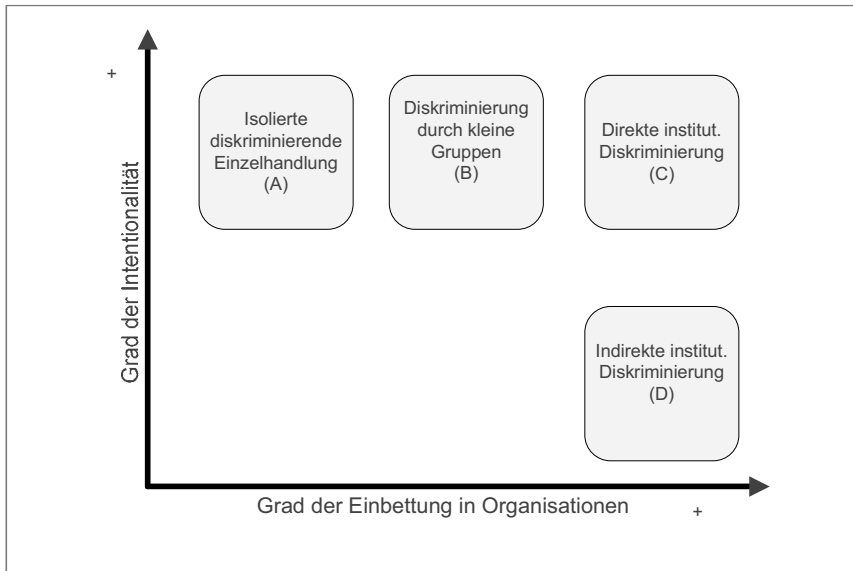 +
Grad der Intentionalität
Isolierte
diskriminierende
Einzelhandlung
(A)
Diskriminierung
durch kleine
Gruppen
(B)
Direkte institut.
Diskriminierung
(C)
Indirekte institut.
Diskriminierung
(D)
Grad der Einbettung in Organisationen
+